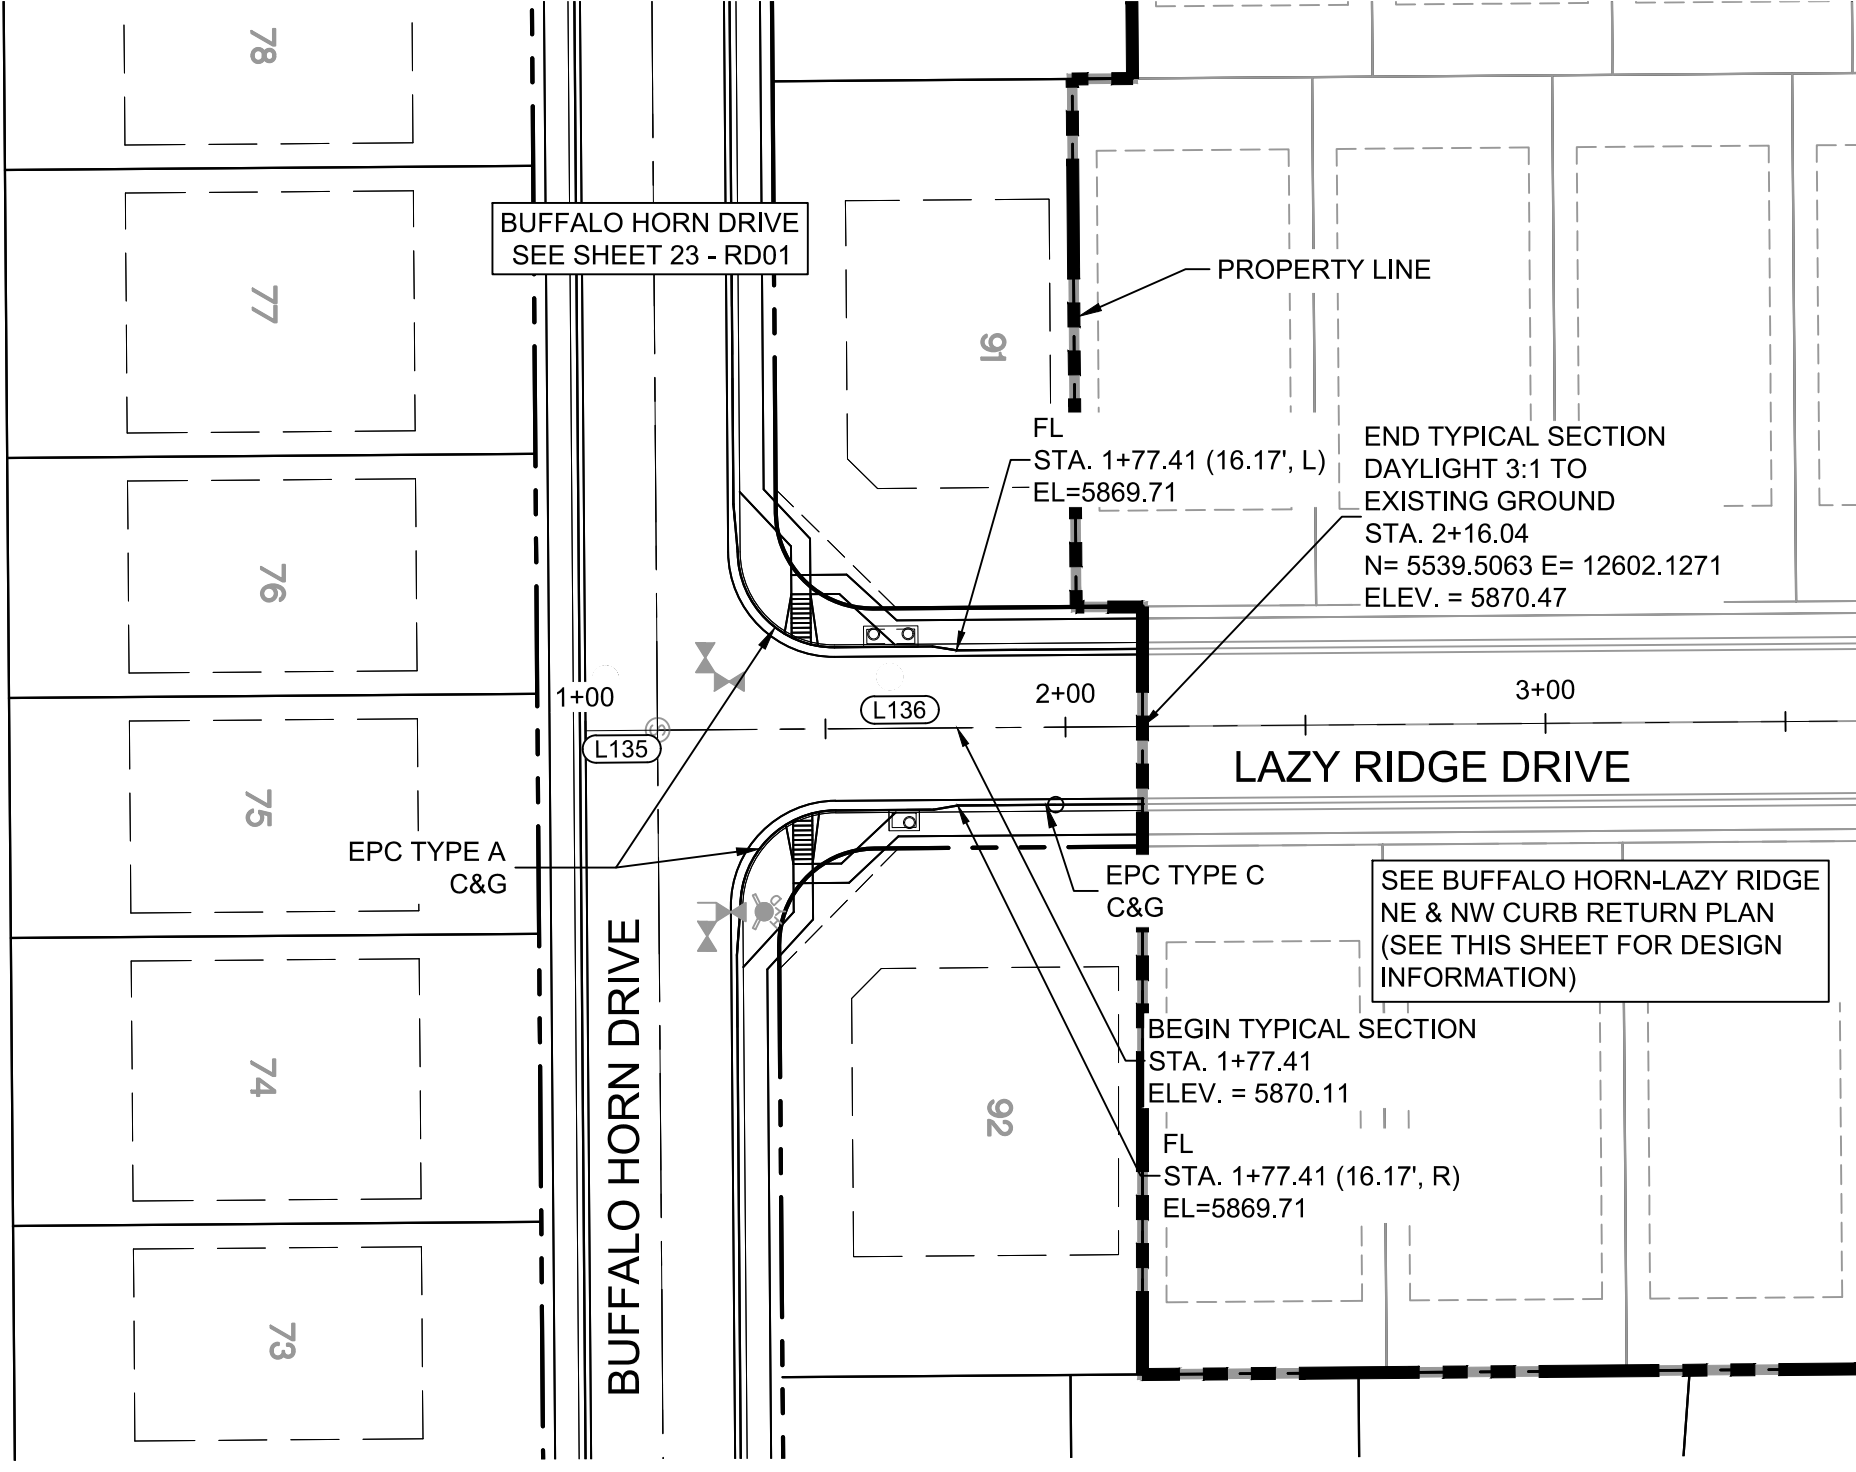 78
BUFFALO HORN DRIVE
SEE SHEET 23 - RD01
77
91
PROPERTY LINE
FL
STA. 1+77.41 (16.17', L)
EL=5869.71
END TYPICAL SECTION
DAYLIGHT 3:1 TO
EXISTING GROUND
STA. 2+16.04
N= 5539.5063 E= 12602.1271
ELEV. = 5870.47
76
1+00
2+00
3+00
L136
L135
S
LAZY RIDGE DRIVE
75
EPC TYPE A
C&G
EPC TYPE C
C&G
SEE BUFFALO HORN-LAZY RIDGE
NE & NW CURB RETURN PLAN
(SEE THIS SHEET FOR DESIGN
INFORMATION)
BUFFALO HORN DRIVE
BEGIN TYPICAL SECTION
STA. 1+77.41
ELEV. = 5870.11
74
92
FL
STA. 1+77.41 (16.17', R)
EL=5869.71
73